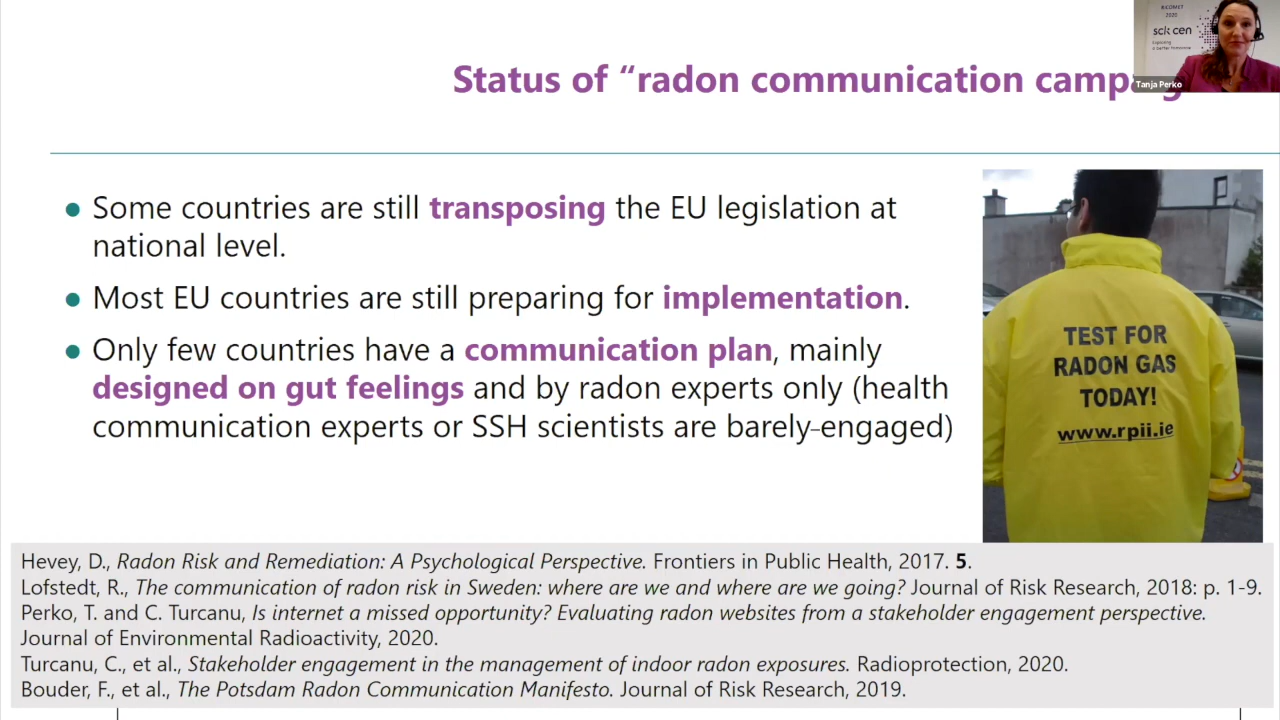 Status of “radon communication camp
RICOMET
2020
sck cen
Exploring
a better tomorrow
Tanja Perko
● Some countries are still transposing the EU legislation at
national level.
● Most EU countries are still preparing for implementation.
● Only few countries have a communication plan, mainly
designed on gut feelings and by radon experts only (health
communication experts or SSH scientists are barely engaged)
TEST FOR
RADON GAS
TODAY!
www.rpii.ie
Hevey, D., Radon Risk and Remediation: A Psychological Perspective. Frontiers in Public Health, 2017. 5.
Lofstedt, R., The communication of radon risk in Sweden: where are we and where are we going? Journal of Risk Research, 2018: p. 1-9.
Perko, T. and C. Turcanu, Is internet a missed opportunity? Evaluating radon websites from a stakeholder engagement perspective.
Journal of Environmental Radioactivity, 2020.
Turcanu, C., et al., Stakeholder engagement in the management of indoor radon exposures. Radioprotection, 2020.
Bouder, F., et al., The Potsdam Radon Communication Manifesto. Journal of Risk Research, 2019.